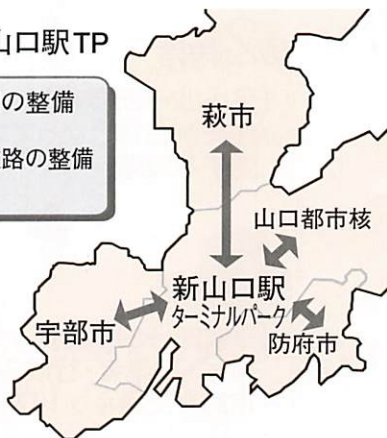 山口駅TP
の整備
路の整備
萩市
山口都市核
新山口駅
ターミナルパーク
宇部市
防府市